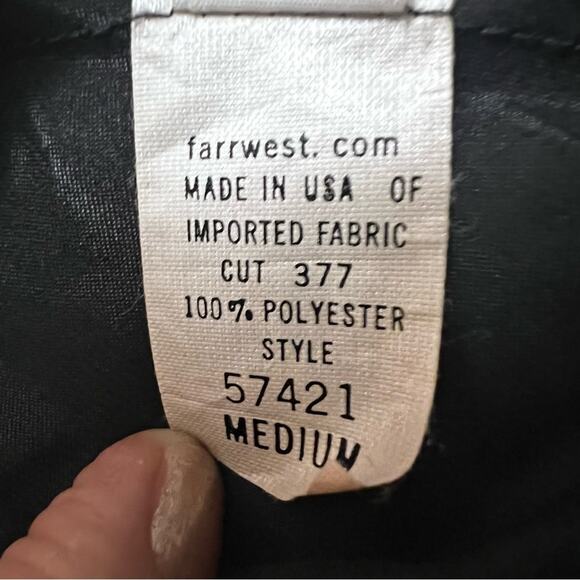 farrwest. com
MADE IN USA OF
IMPORTED FABRIC
CUT 377
100% POLYESTER
STYLE
57421
MEDIUM